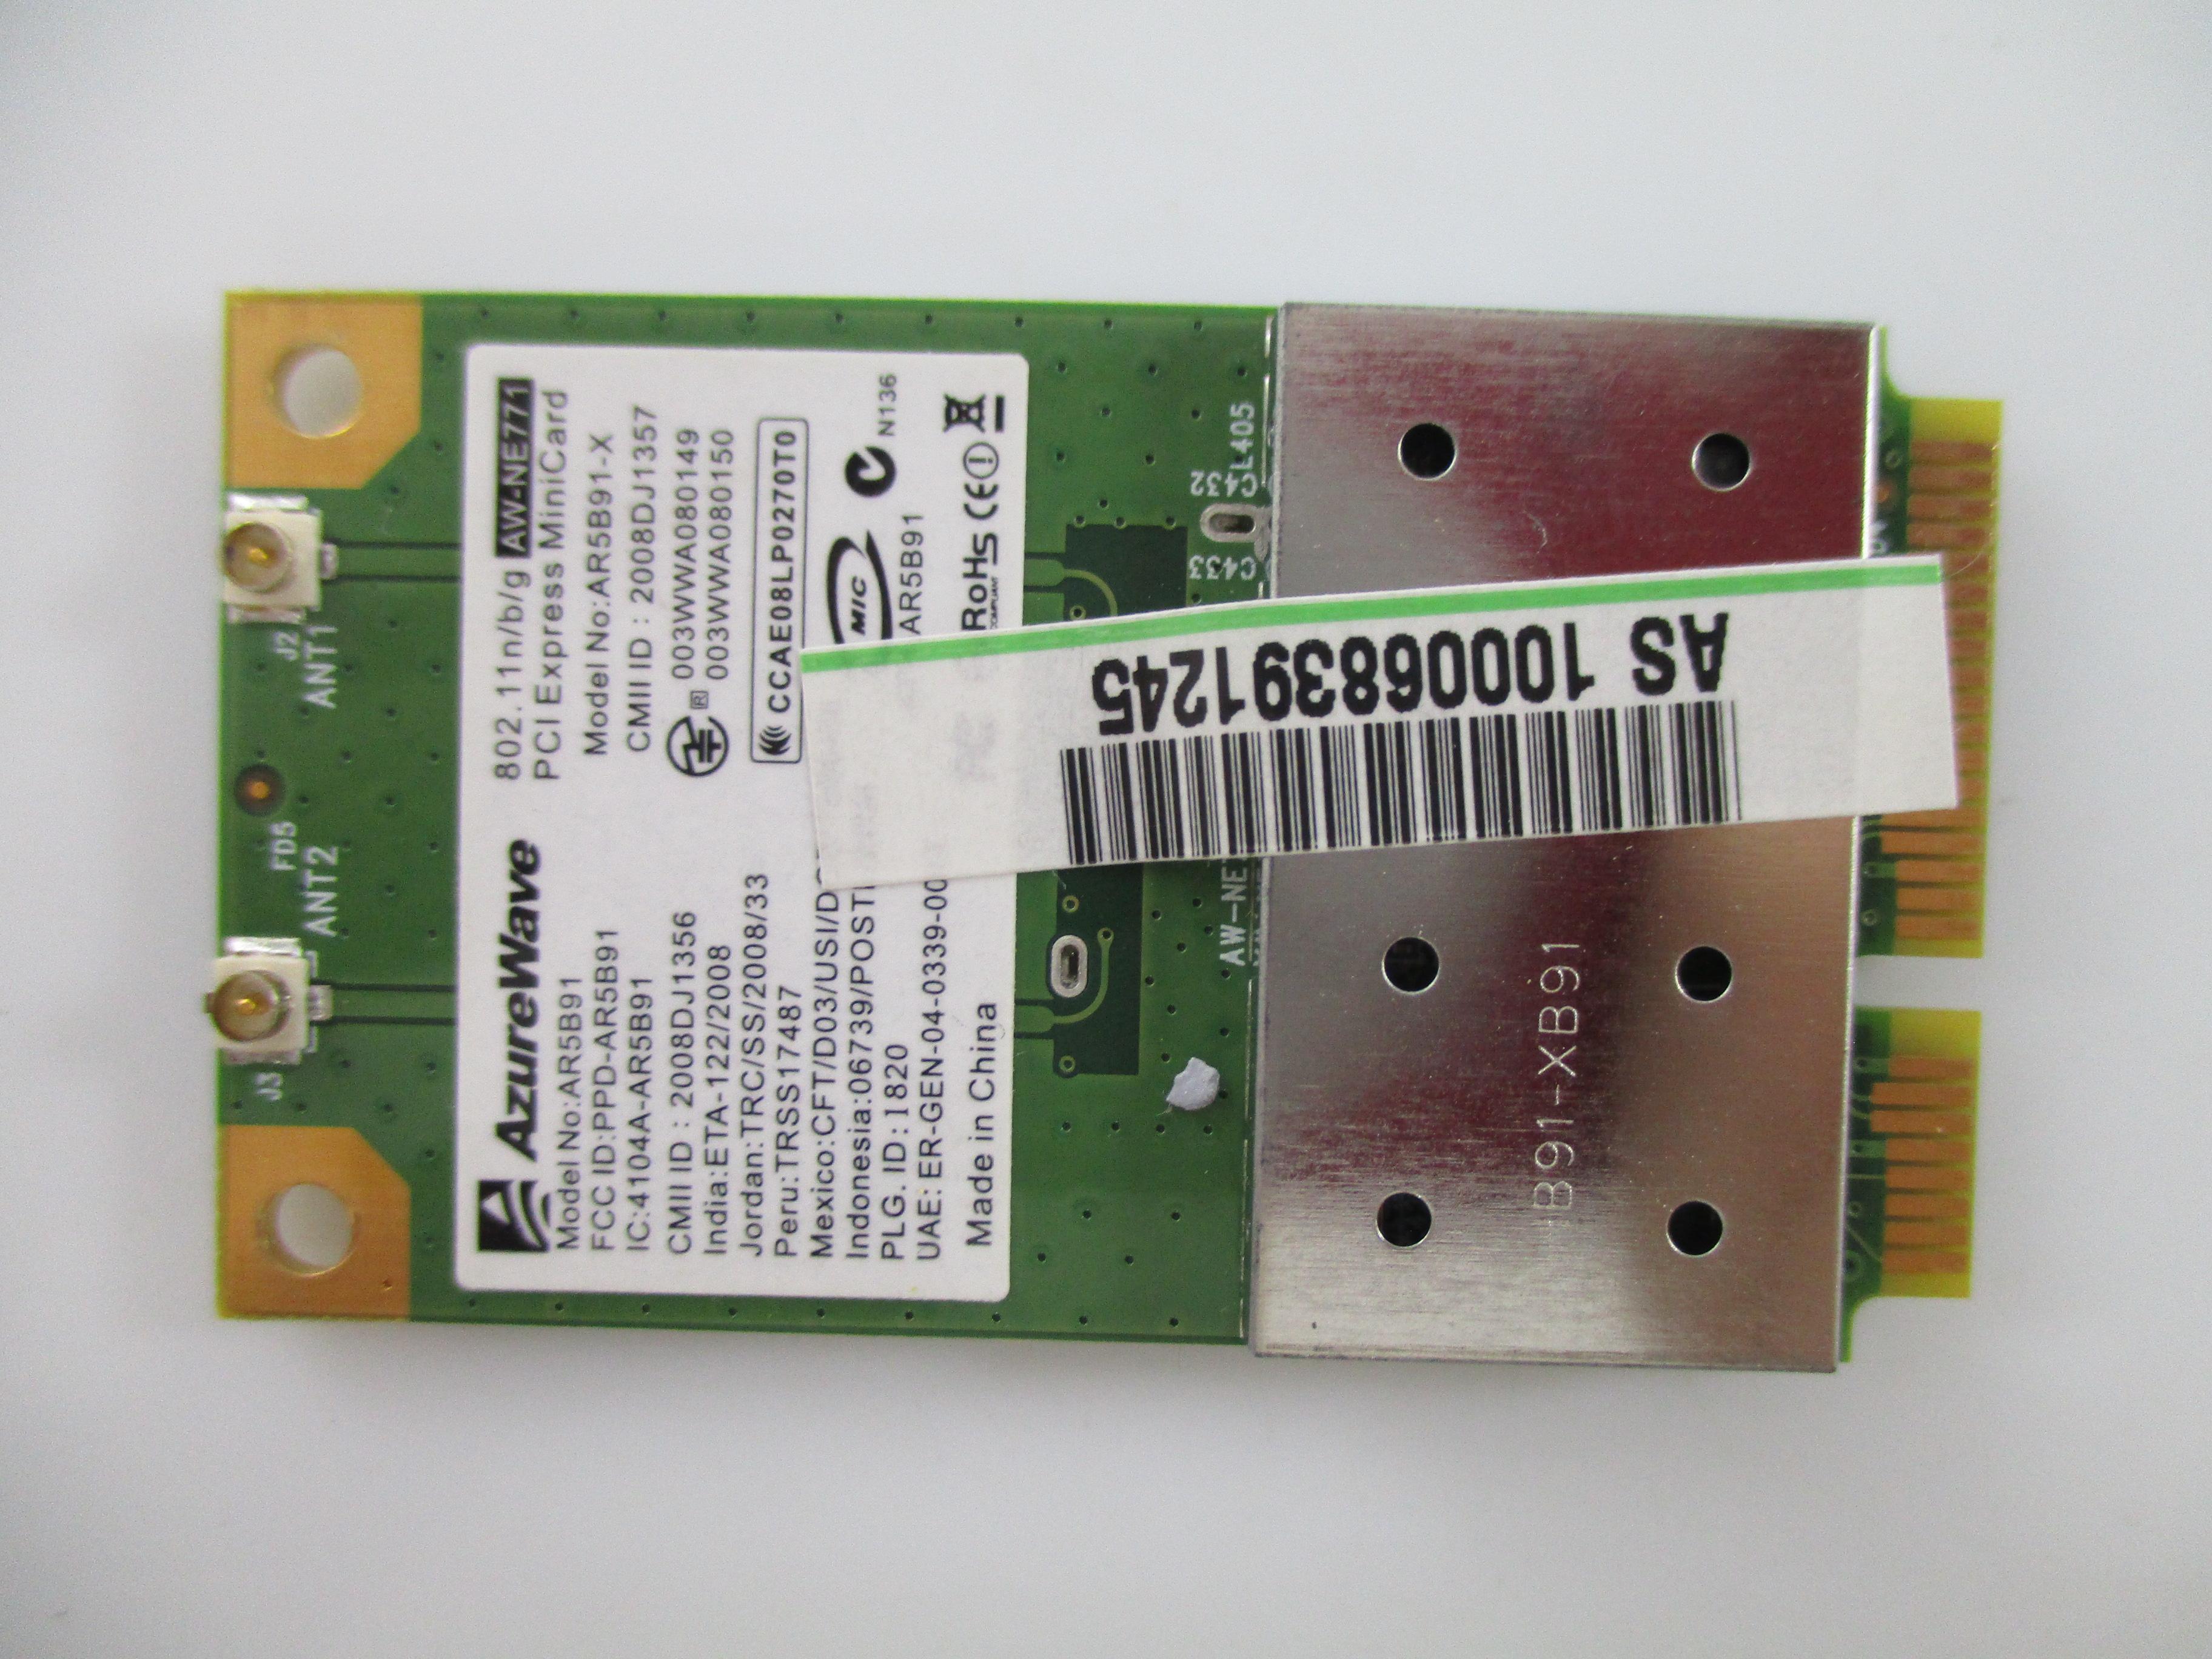 AzureWave
802.11n/b/g AW-NE771
PCI Express MiniCard
Model No:AR5B91
Model No:AR5B91-X
FCC ID:PPD-AR5B91
IC:4104A-AR5B91
CMII ID : 2008DJ1357
CMII ID : 2008DJ1356
India:ETA-122/2008
R 003WWA080149
003WWA080150
Jordan:TRC/SS/2008/33
Peru:TRSS17487
CCAE08LP0270T0
Mexico:CFT/D03/USI/D
Indonesia:06739/POST
MIC
N136
PLG. ID:1820
AR5B91
UAE: ER-GEN-04-0339-00
RoHS
COMPLIANT
CE
Made in China
AS 100068391245
J2
ANT1
FD5
ANT2
J3
C432
L405
C433
AW-NE
B91-XB91